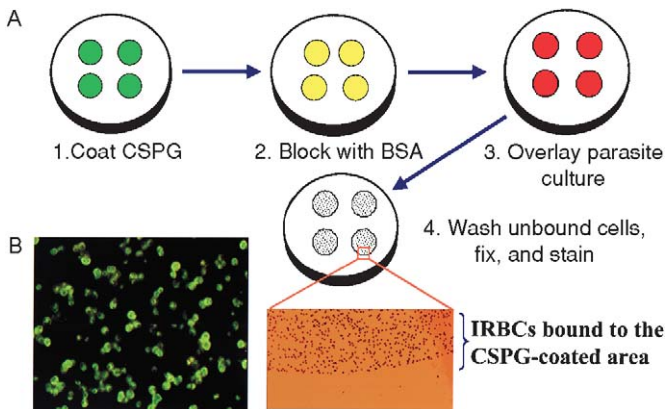 A
1.Coat CSPG
2. Block with BSA
3. Overlay parasite
culture
4. Wash unbound cells,
fix, and stain
B
IRBCs bound to the
CSPG-coated area